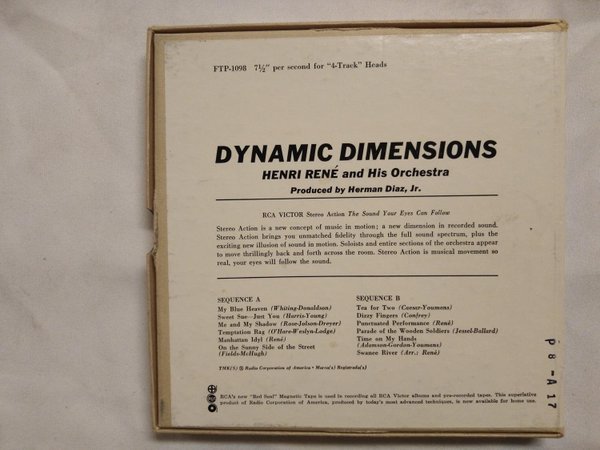 FTP-1098 7½" per second for "4-Track" Heads
DYNAMIC DIMENSIONS
HENRI RENÉ and His Orchestra
Produced by Herman Diaz, Jr.
RCA VICTOR Stereo Action The Sound Your Eyes Can Follow
Stereo Action is a new concept of music in motion; a new dimension in recorded sound.
Stereo Action brings you unmatched fidelity through the full sound spectrum, plus the
exciting new illusion of sound in motion. Soloists and entire sections of the orchestra appear
to move thrillingly back and forth across the room. Stereo Action is musical movement so
real, your eyes will follow the sound.
SEQUENCE A
My Blue Heaven (Whiting-Donaldson)
Sweet Sue—Just You (Harris-Young)
Me and My Shadow (Rose-Jolson-Dreyer)
Temptation Rag (O'Hare-Weslyn-Lodge)
Manhattan Idyl (René)
On the Sunny Side of the Street
(Fields-McHugh)
SEQUENCE B
Tea for Two (Caesar-Youmans)
Dizzy Fingers (Confrey)
Punctuated Performance (René)
Parade of the Wooden Soldiers (Jessel-Ballard)
Time on My Hands
(Adamson-Gordon-Youmans)
Swanee River (Arr.: René)
TMK(S) ® Radio Corporation of America • Marca(s) Registrada(s)
RCA's new "Red Seal" Magnetic Tape is used in recording all RCA Victor albums and pre-recorded tapes. This superlative
product of Radio Corporation of America, produced by today's most advanced techniques, is now available for home use.
P8-A17